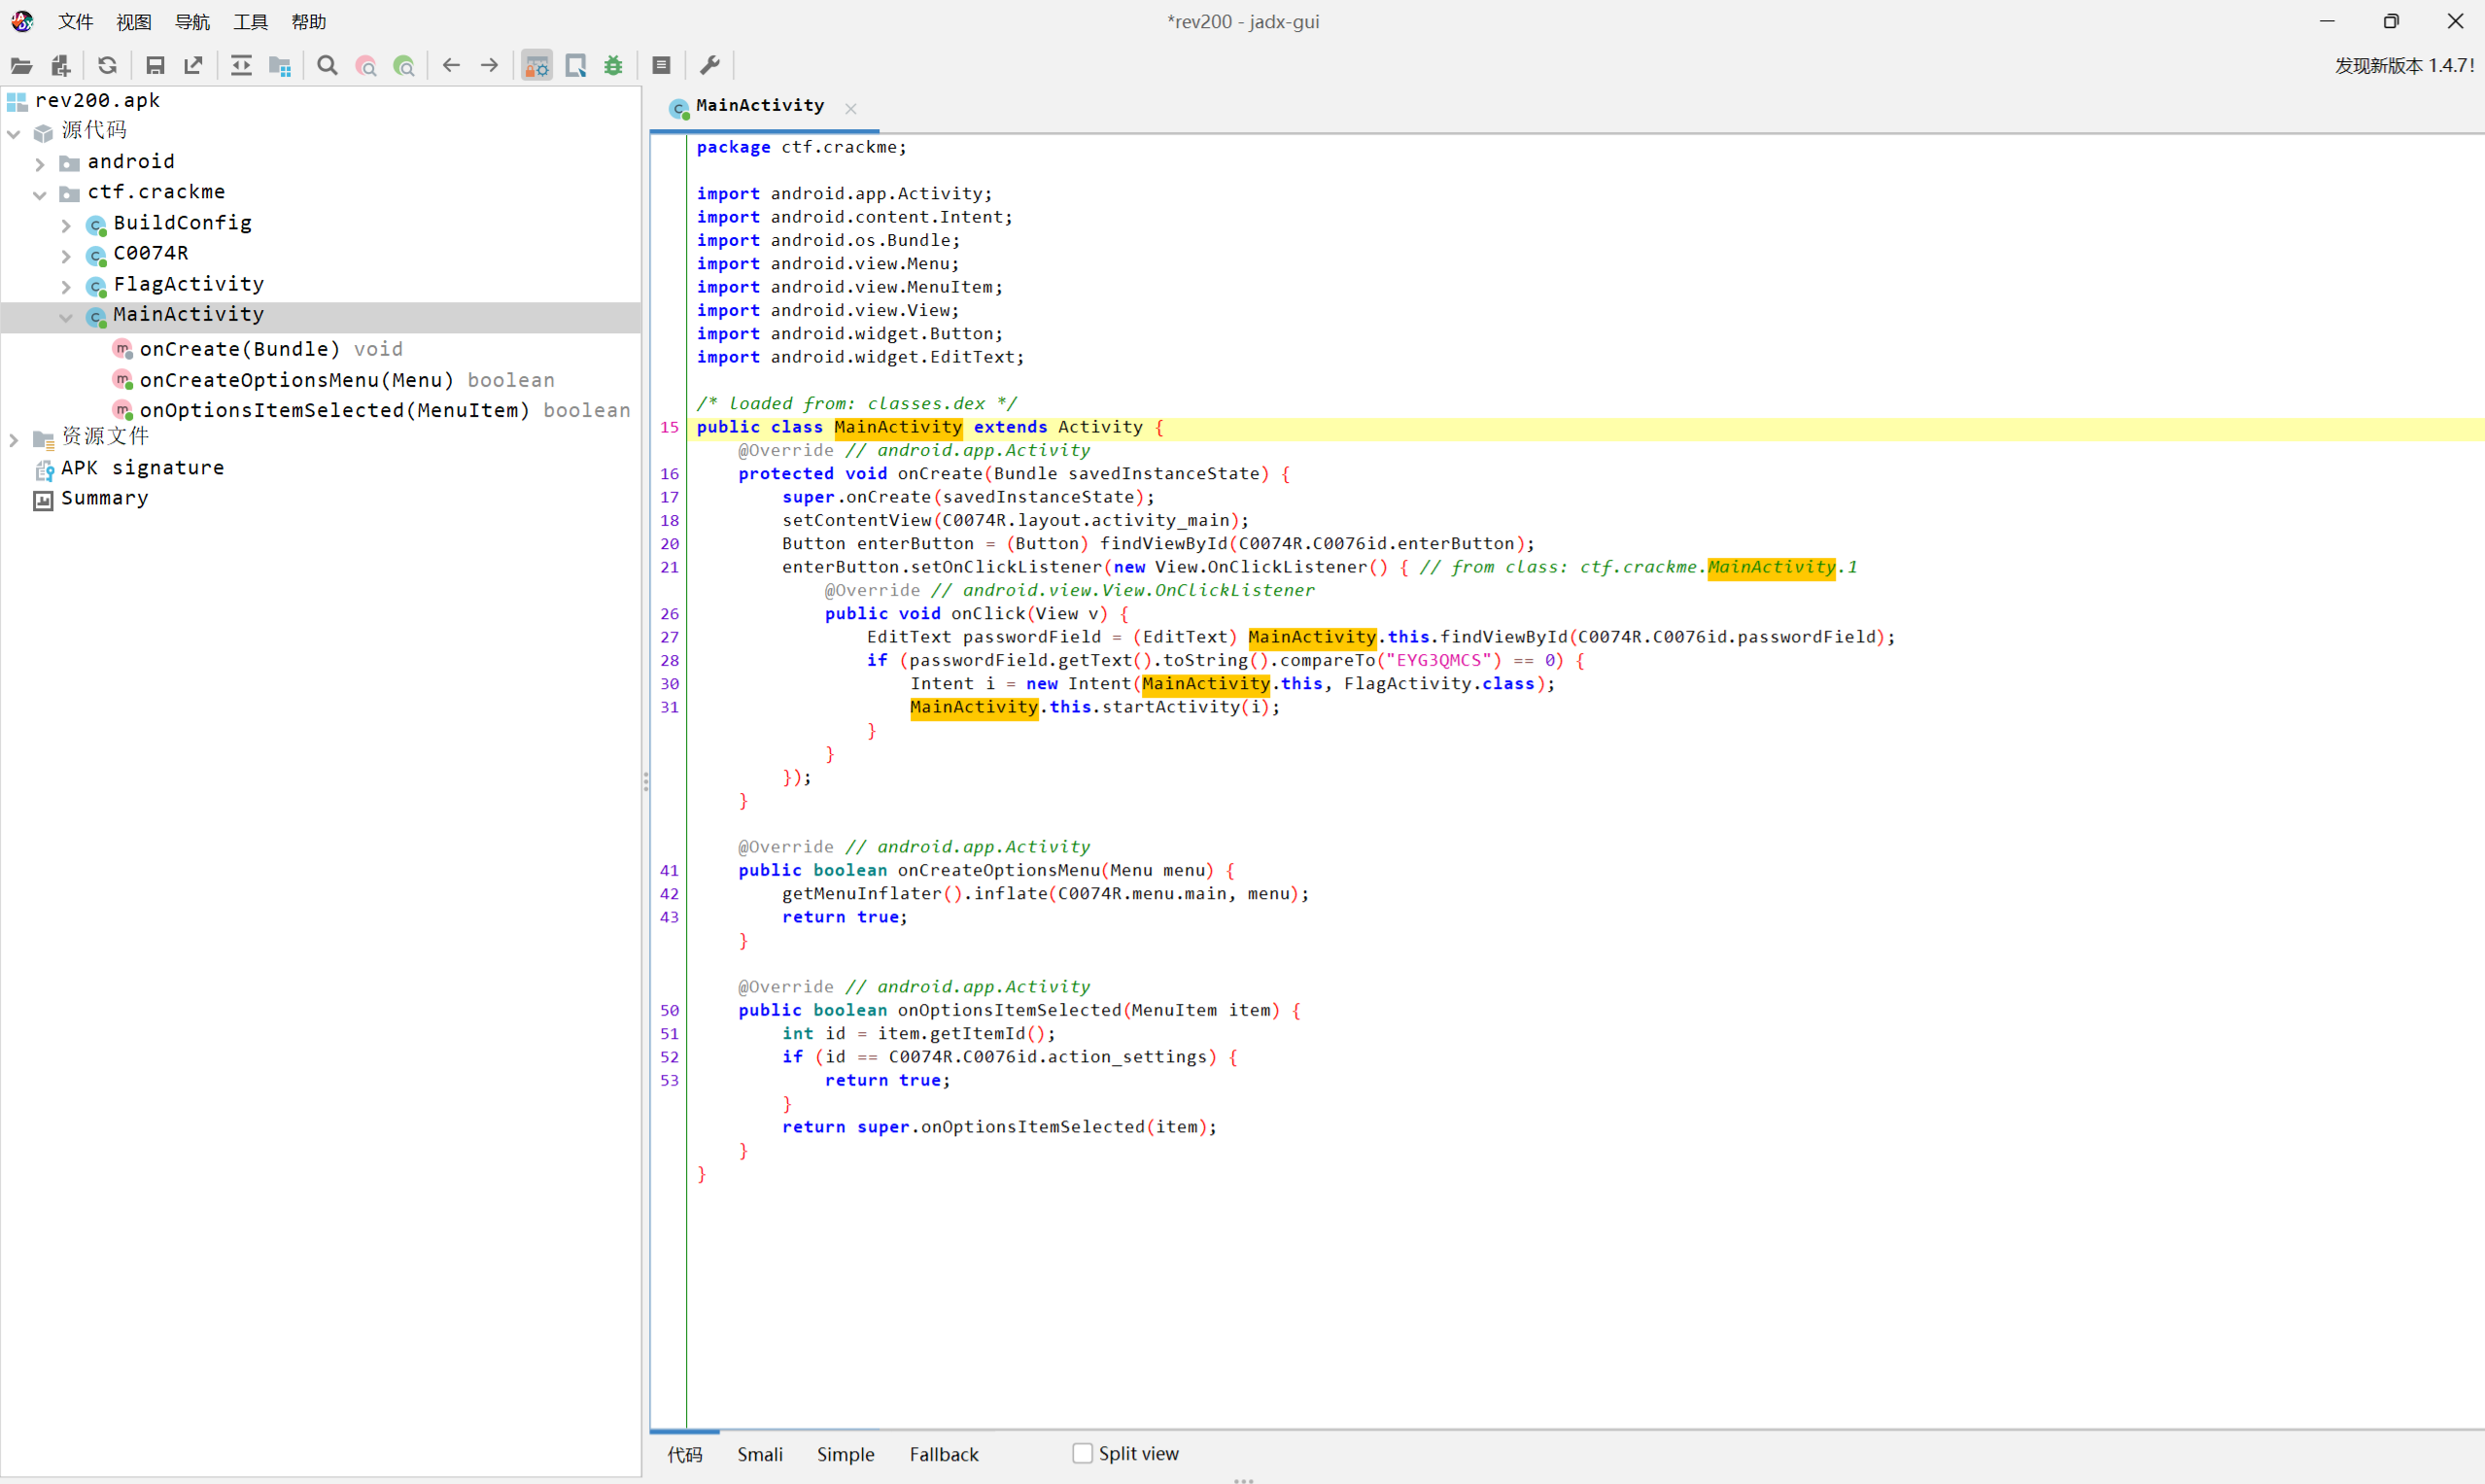 文件 视图 导航 工具 帮助
*rev200 - jadx-gui
发现新版本 1.4.7!
rev200.apk
源代码
android
ctf.crackme
BuildConfig
C0074R
FlagActivity
MainActivity
onCreate(Bundle) void
onCreateOptionsMenu(Menu) boolean
onOptionsItemSelected(MenuItem) boolean
资源文件
APK signature
Summary
MainActivity
package ctf.crackme;
import android.app.Activity;
import android.content.Intent;
import android.os.Bundle;
import android.view.Menu;
import android.view.MenuItem;
import android.view.View;
import android.widget.Button;
import android.widget.EditText;
/* loaded from: classes.dex */
15 public class MainActivity extends Activity {
@Override // android.app.Activity
16 protected void onCreate(Bundle savedInstanceState) {
17 super.onCreate(savedInstanceState);
18 setContentView(C0074R.layout.activity_main);
20 Button enterButton = (Button) findViewById(C0074R.C0076id.enterButton);
21 enterButton.setOnClickListener(new View.OnClickListener() { // from class: ctf.crackme.MainActivity.1
@Override // android.view.View.OnClickListener
26 public void onClick(View v) {
27 EditText passwordField = (EditText) MainActivity.this.findViewById(C0074R.C0076id.passwordField);
28 if (passwordField.getText().toString().compareTo("EYG3QMCS") == 0) {
30 Intent i = new Intent(MainActivity.this, FlagActivity.class);
31 MainActivity.this.startActivity(i);
}
}
});
}
@Override // android.app.Activity
41 public boolean onCreateOptionsMenu(Menu menu) {
42 getMenuInflater().inflate(C0074R.menu.main, menu);
43 return true;
}
@Override // android.app.Activity
50 public boolean onOptionsItemSelected(MenuItem item) {
51 int id = item.getItemId();
52 if (id == C0074R.C0076id.action_settings) {
53 return true;
}
return super.onOptionsItemSelected(item);
}
}
代码 Smali Simple Fallback Split view